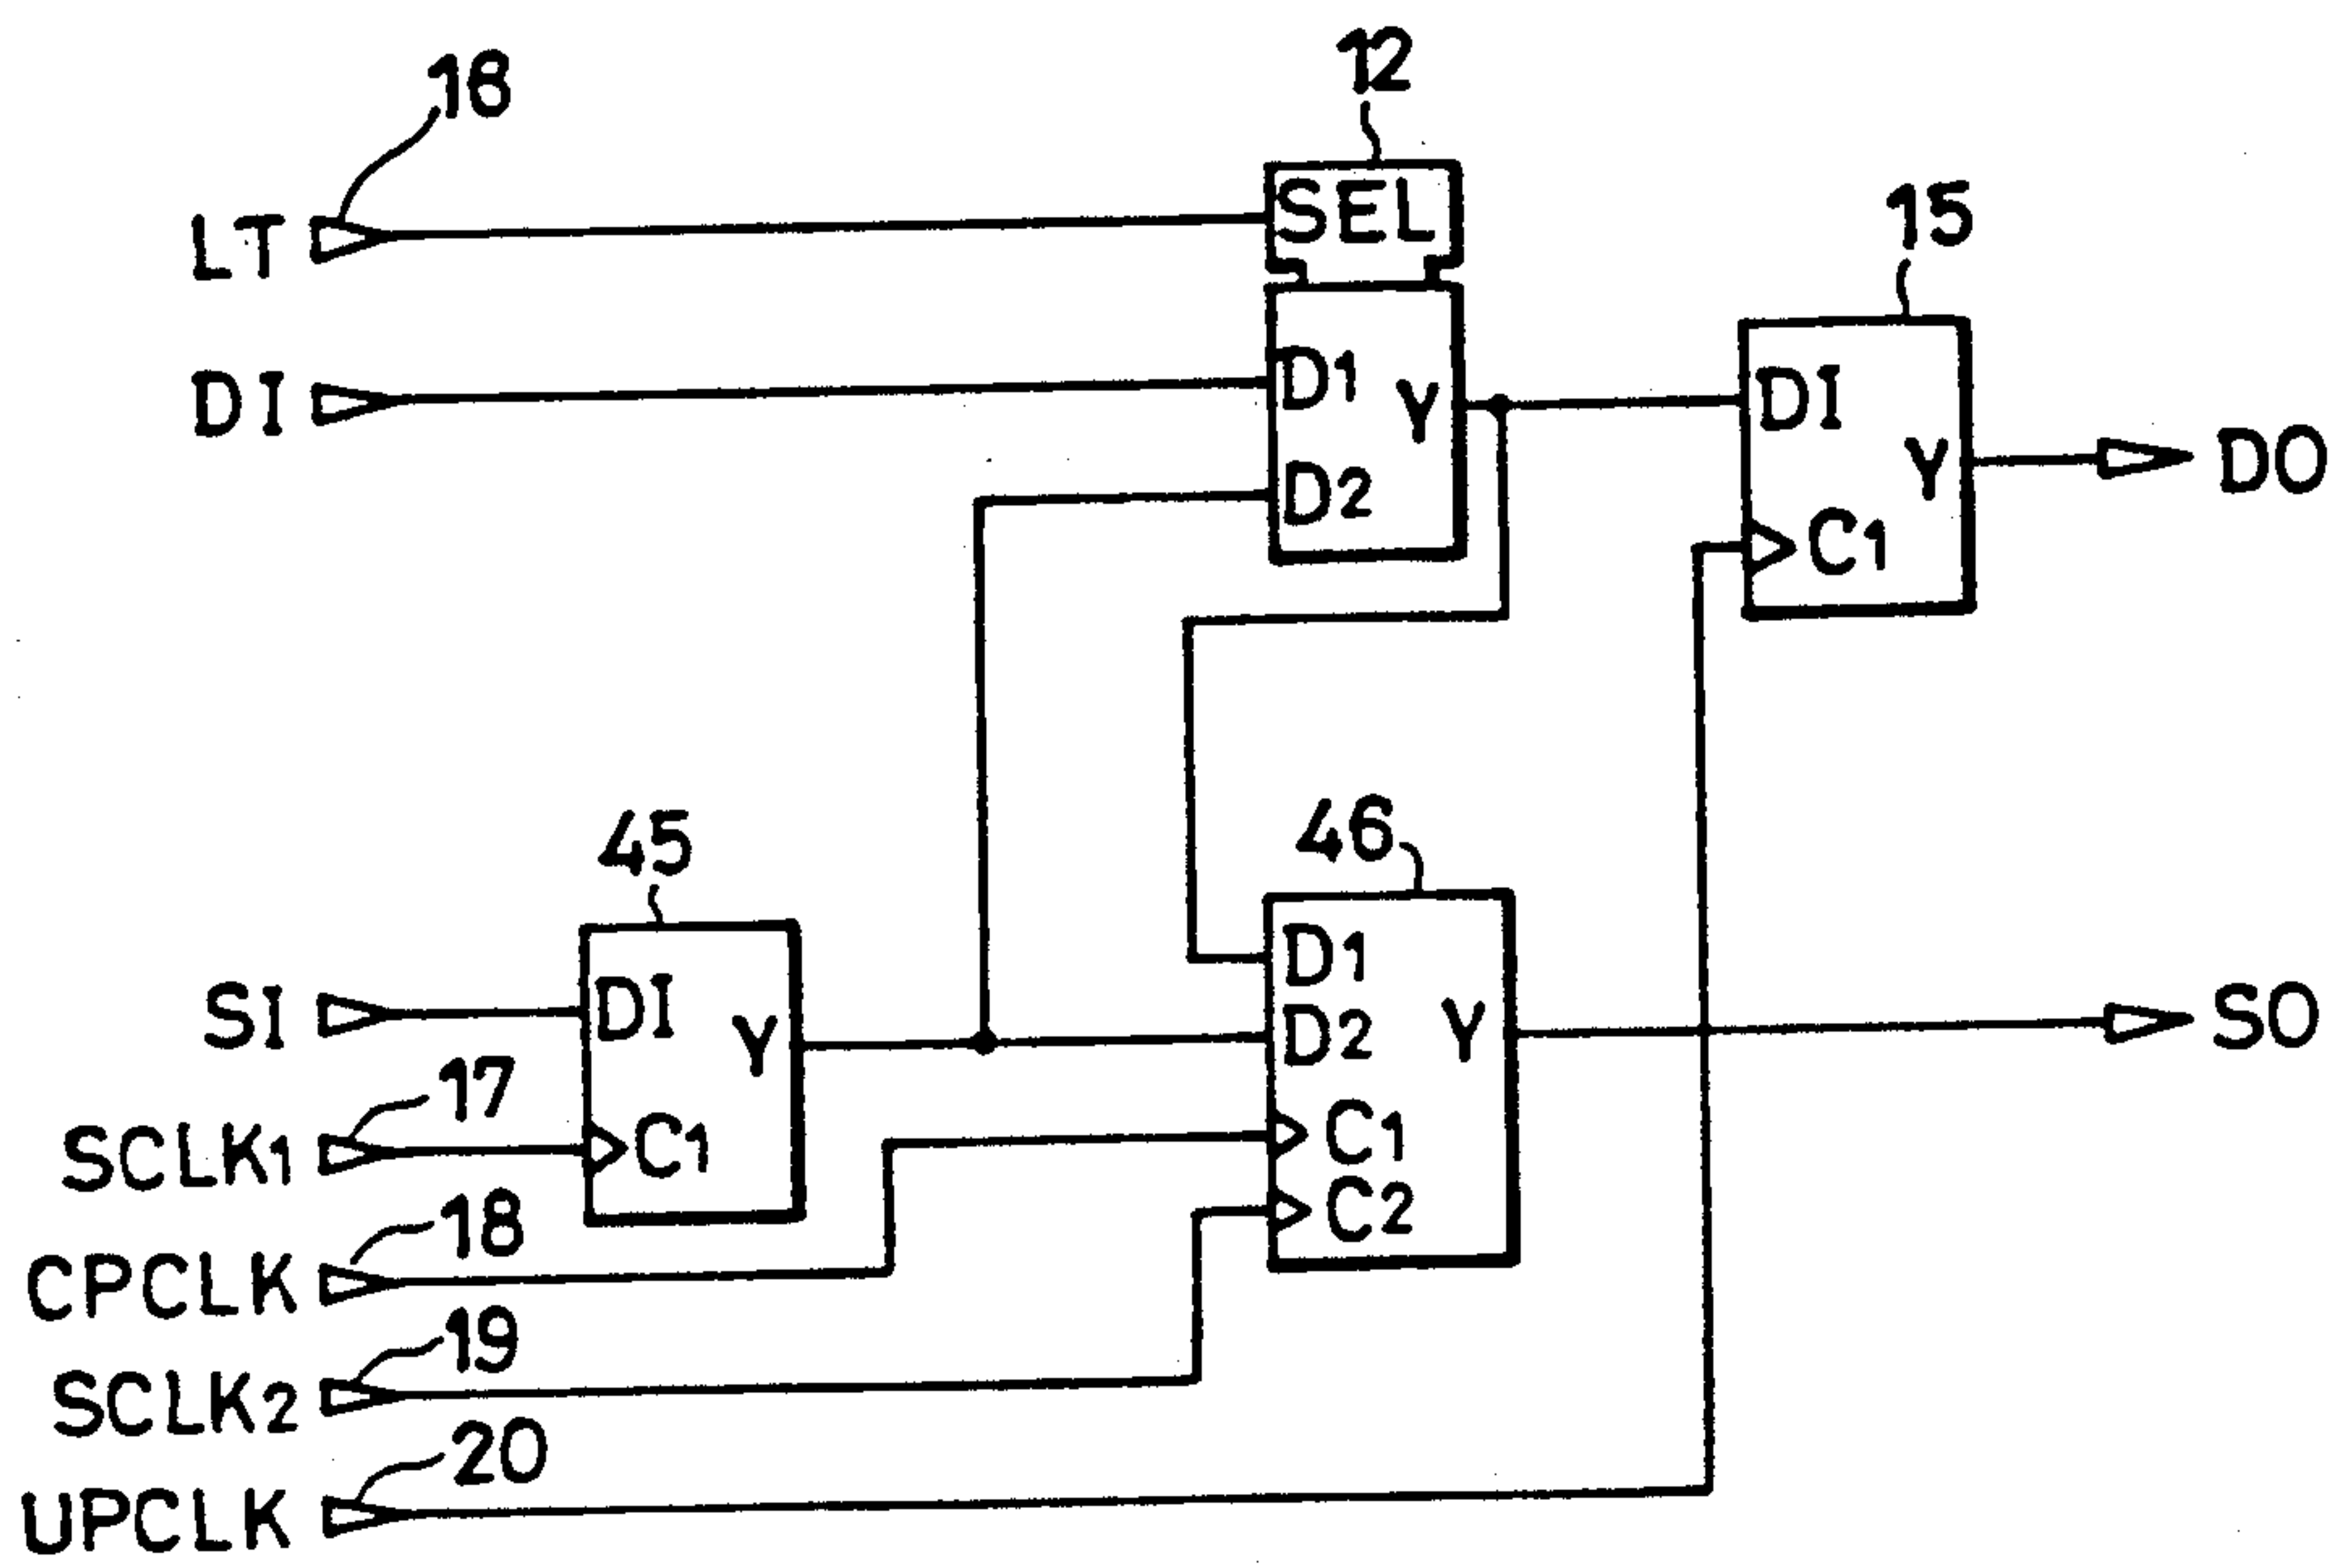 12
18
SEL
LT
15
D1
DI
Y
DI
D2
Y
DO
C1
45
46
D1
SI
DI
D2
Y
SO
Y
17
SCLK1
C1
C1
18
C2
CPCLK
19
SCLK2
20
UPCLK